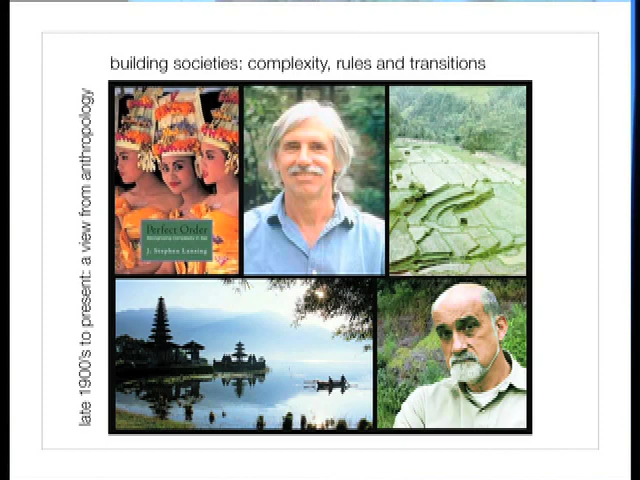 building societies: complexity, rules and transitions
late 1900's to present: a view from anthropology
Perfect Order
J. Stephen Lansing